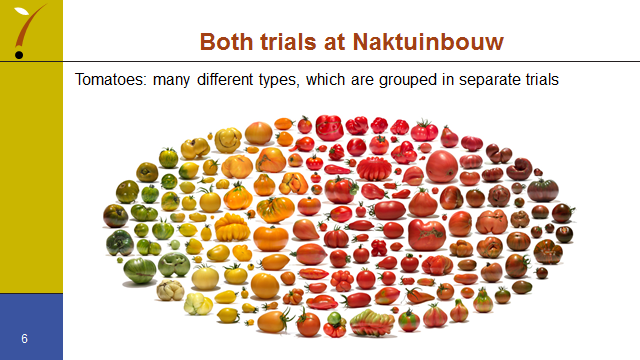 Both trials at Naktuinbouw
Tomatoes: many different types, which are grouped in separate trials
6